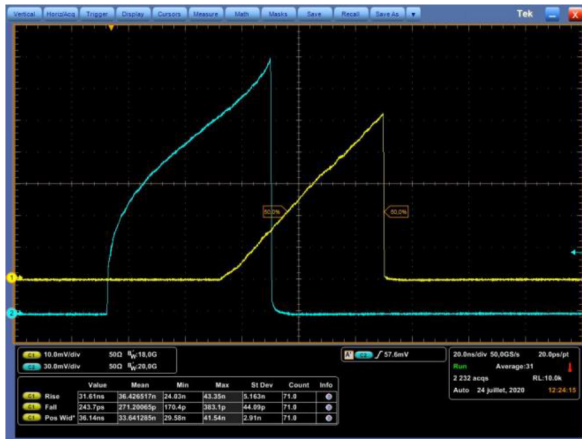 Vertical Horiz/Acq Trigger Display Cursors Measure Math Masks Save Recall Save As Tek X
50.0% 50.0%
1
2
C1 10.0mV/div 50Ω BW:18,0G
C2 30.0mV/div 50Ω BW:20,0G
A' C2 57.6mV
20.0ns/div 50,0GS/s 20.0ps/pt
Run Average:31
2 232 acqs RL:10.0k
Auto 24 juillet, 2020 12:24:15
Value Mean Min Max St Dev Count Info
C1 Rise 31.61ns 36.426517n 24.83n 43.35n 5.163n 71.0
C1 Fall 243.7ps 271.20065p 170.4p 383.1p 44.09p 71.0
C1 Pos Wid* 36.14ns 33.641285n 29.58n 41.54n 2.91n 71.0